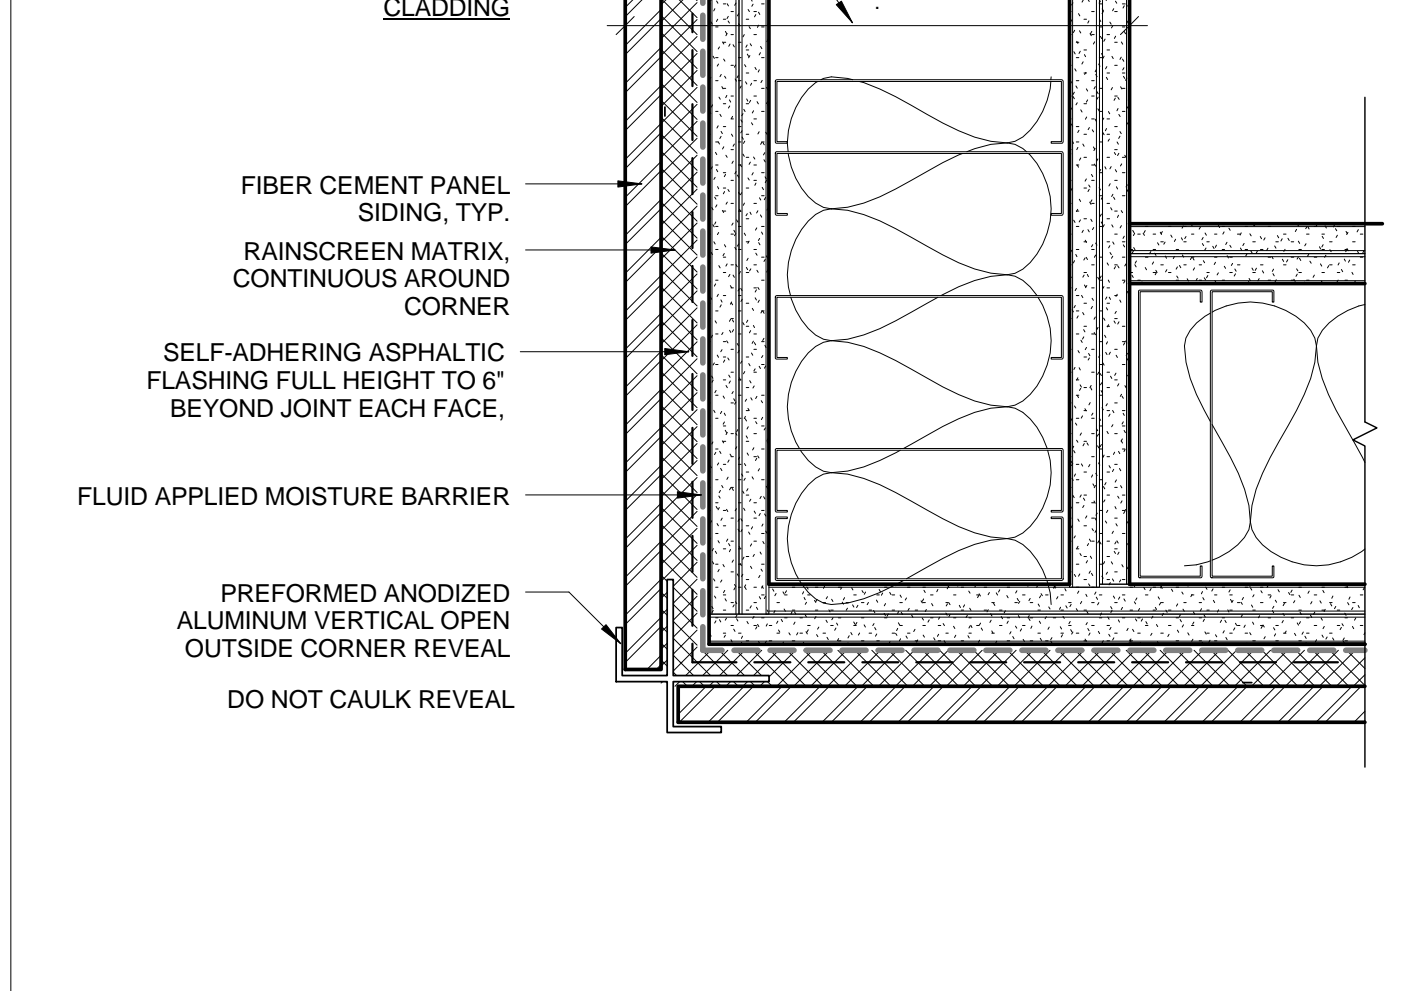 CLADDING
FIBER CEMENT PANEL
SIDING, TYP.
RAINSCREEN MATRIX,
CONTINUOUS AROUND
CORNER
SELF-ADHERING ASPHALTIC
FLASHING FULL HEIGHT TO 6"
BEYOND JOINT EACH FACE,
FLUID APPLIED MOISTURE BARRIER
PREFORMED ANODIZED
ALUMINUM VERTICAL OPEN
OUTSIDE CORNER REVEAL
DO NOT CAULK REVEAL